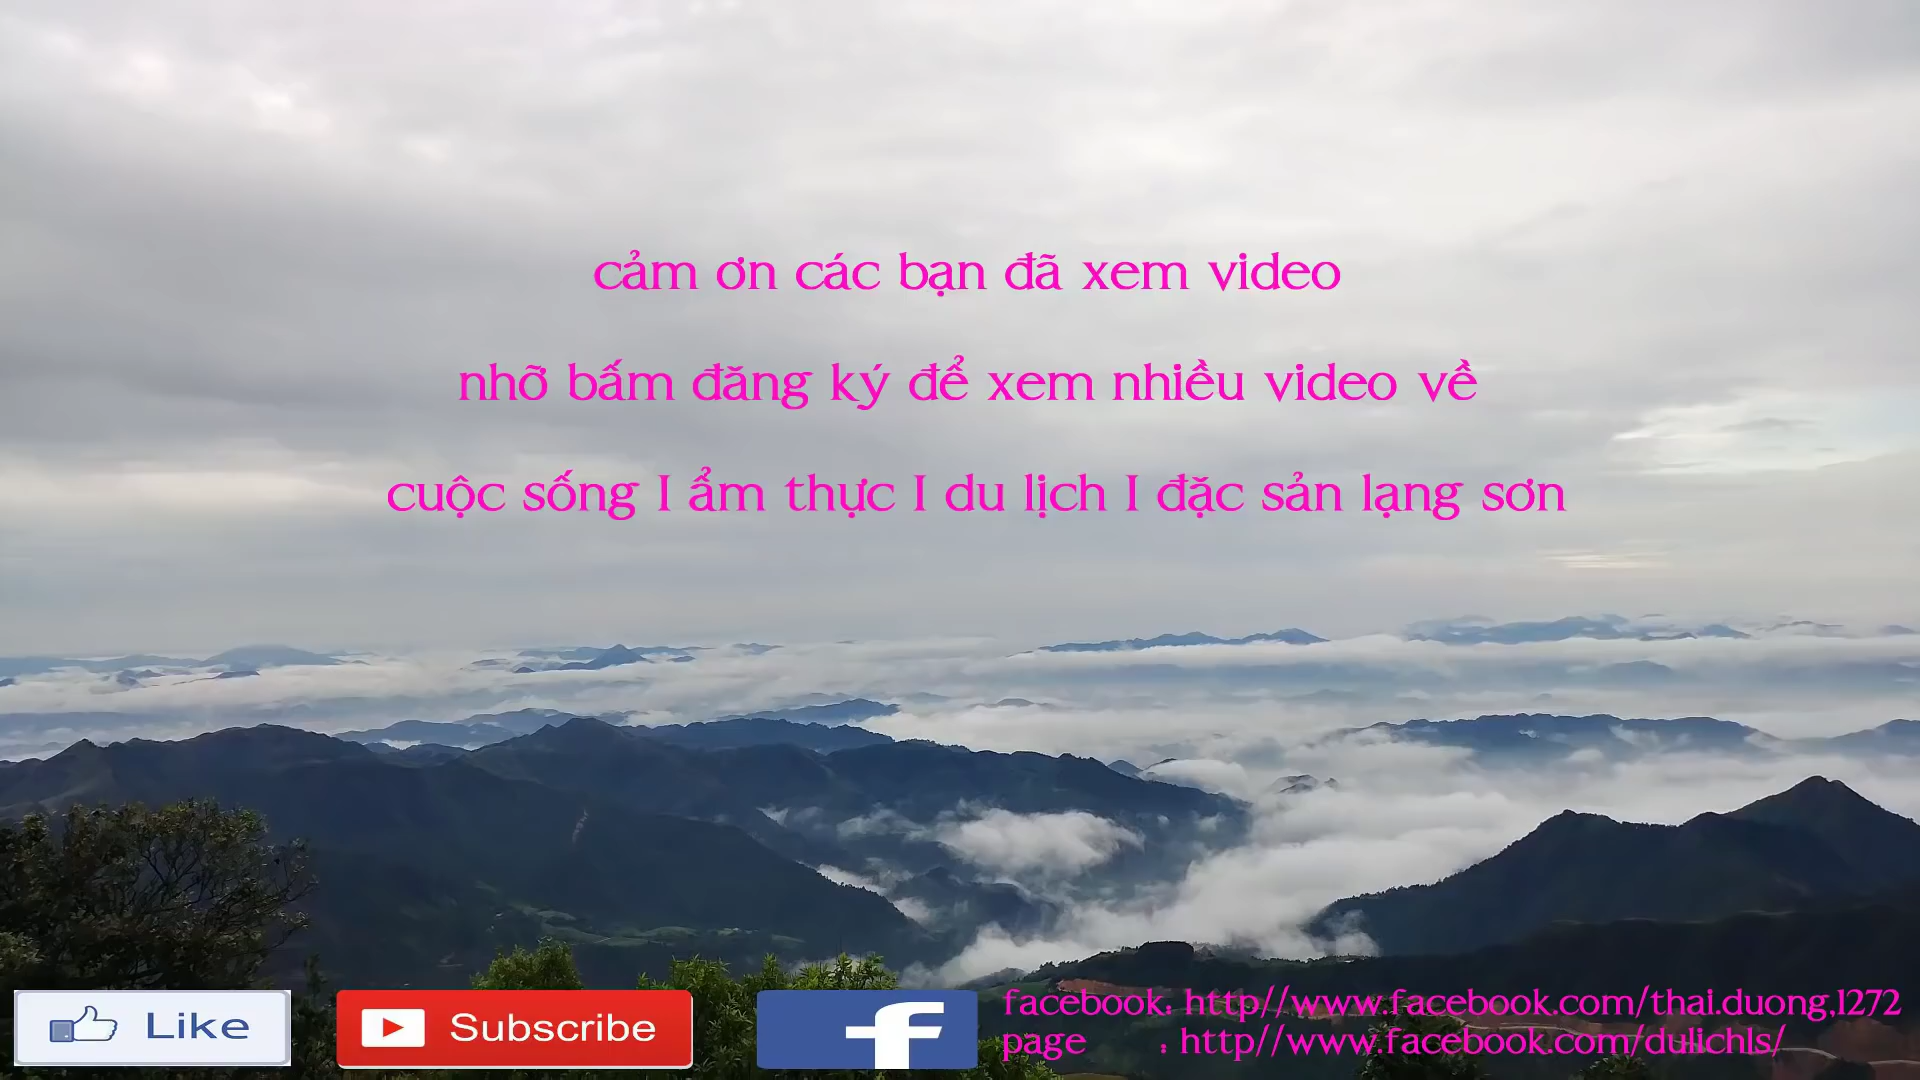 cảm ơn các bạn đã xem video
nhỡ bấm đăng ký để xem nhiều video về
cuộc sống I ẩm thực I du lịch I đặc sản lạng sơn
Like
Subscribe
f
facebook: http//www.facebook.com/thai.duong,1272
page : http//www.facebook.com/dulichls/